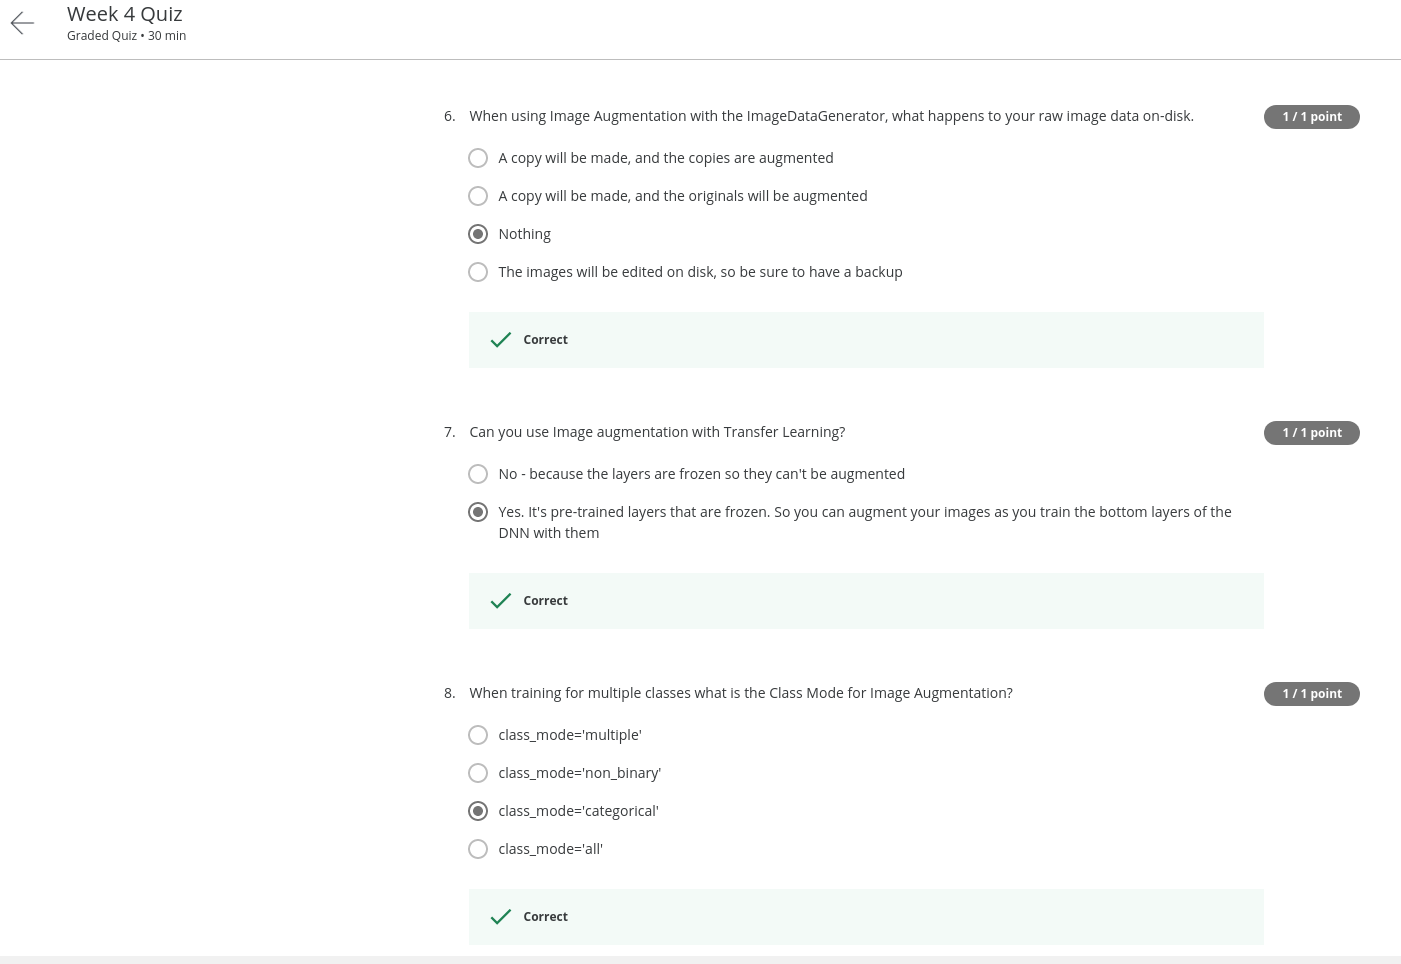 Week 4 Quiz
Graded Quiz • 30 min
6. When using Image Augmentation with the ImageDataGenerator, what happens to your raw image data on-disk.
1 / 1 point
A copy will be made, and the copies are augmented
A copy will be made, and the originals will be augmented
Nothing
The images will be edited on disk, so be sure to have a backup
Correct
7. Can you use Image augmentation with Transfer Learning?
1 / 1 point
No - because the layers are frozen so they can't be augmented
Yes. It's pre-trained layers that are frozen. So you can augment your images as you train the bottom layers of the
DNN with them
Correct
8. When training for multiple classes what is the Class Mode for Image Augmentation?
1 / 1 point
class_mode='multiple'
class_mode='non_binary'
class_mode='categorical'
class_mode='all'
Correct